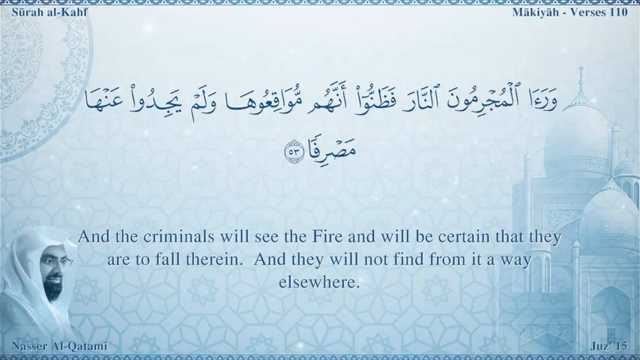 Sūrah al-Kahf
Mākiyāh - Verses 110
وَرَءَا ٱلْمُجْرِمُونَ ٱلنَّارَ فَظَنُّوٓا۟ أَنَّهُم مُّوَاقِعُوهَا وَلَمْ يَجِدُوا۟ عَنْهَا
مَصْرِفًا ٥٣
And the criminals will see the Fire and will be certain that they
are to fall therein. And they will not find from it a way
elsewhere.
Nasser Al-Qatami
Juz' 15